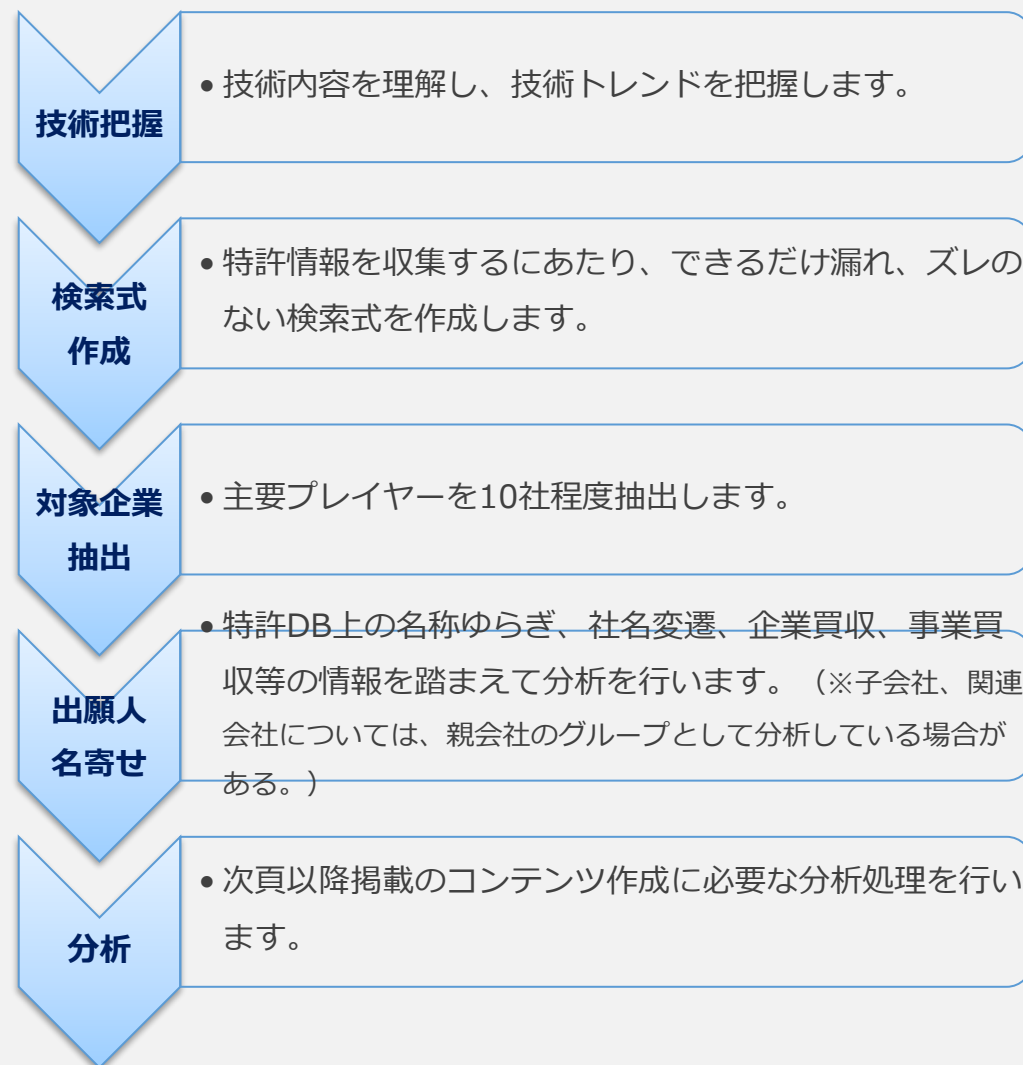 技術把握
• 技術内容を理解し、技術トレンドを把握します。
検索式
作成
• 特許情報を収集するにあたり、できるだけ漏れ、ズレの
ない検索式を作成します。
対象企業
抽出
• 主要プレイヤーを10社程度抽出します。
出願人
名寄せ
• 特許DB上の名称ゆらぎ、社名変遷、企業買収、事業買
収等の情報を踏まえて分析を行います。（※子会社、関連
会社については、親会社のグループとして分析している場合が
ある。）
分析
• 次頁以降掲載のコンテンツ作成に必要な分析処理を行い
ます。